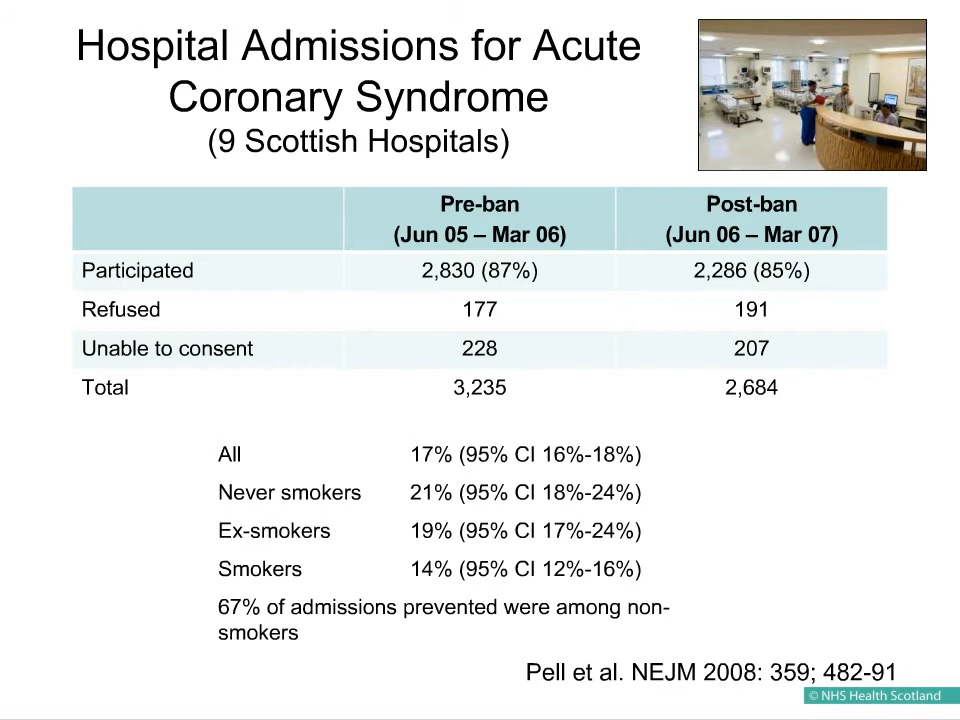 Hospital Admissions for Acute
Coronary Syndrome
(9 Scottish Hospitals)
Pre-ban Post-ban
(Jun 05 – Mar 06) (Jun 06 – Mar 07)
Participated 2,830 (87%) 2,286 (85%)
Refused 177 191
Unable to consent 228 207
Total 3,235 2,684
All 17% (95% CI 16%-18%)
Never smokers 21% (95% CI 18%-24%)
Ex-smokers 19% (95% CI 17%-24%)
Smokers 14% (95% CI 12%-16%)
67% of admissions prevented were among non-
smokers
Pell et al. NEJM 2008: 359; 482-91
© NHS Health Scotland